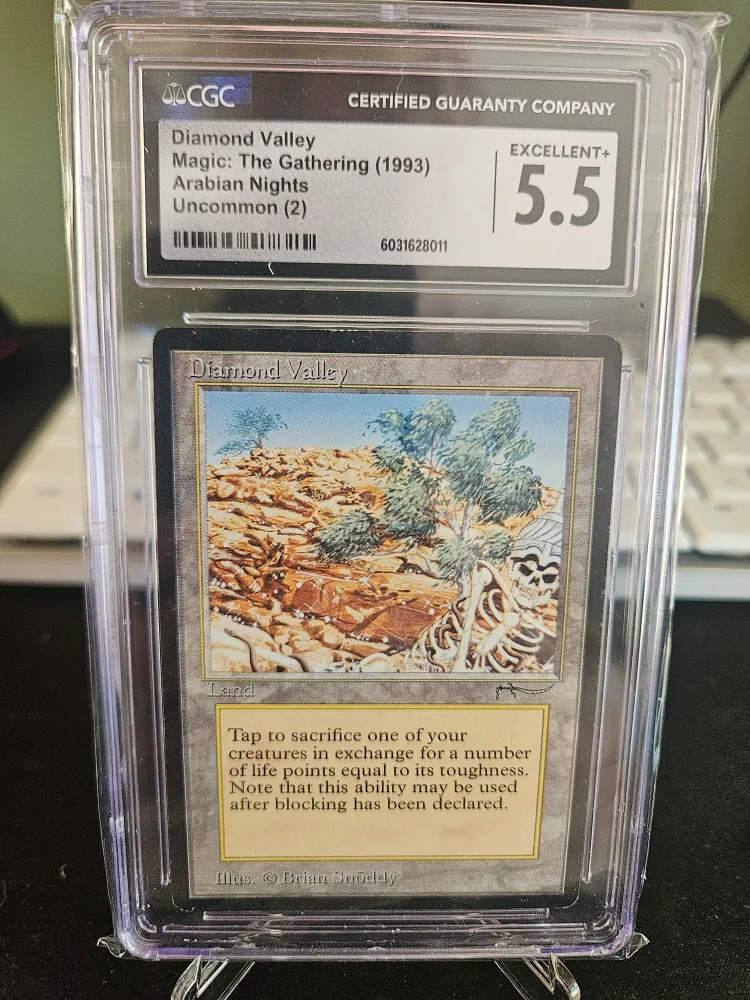 CGC
CERTIFIED GUARANTY COMPANY
Diamond Valley
Magic: The Gathering (1993)
Arabian Nights
Uncommon (2)
6031628011
EXCELLENT+
5.5
Diamond Valley
Land
Tap to sacrifice one of your
creatures in exchange for a number
of life points equal to its toughness.
Note that this ability may be used
after blocking has been declared.
Illus. © Brian Snöddy